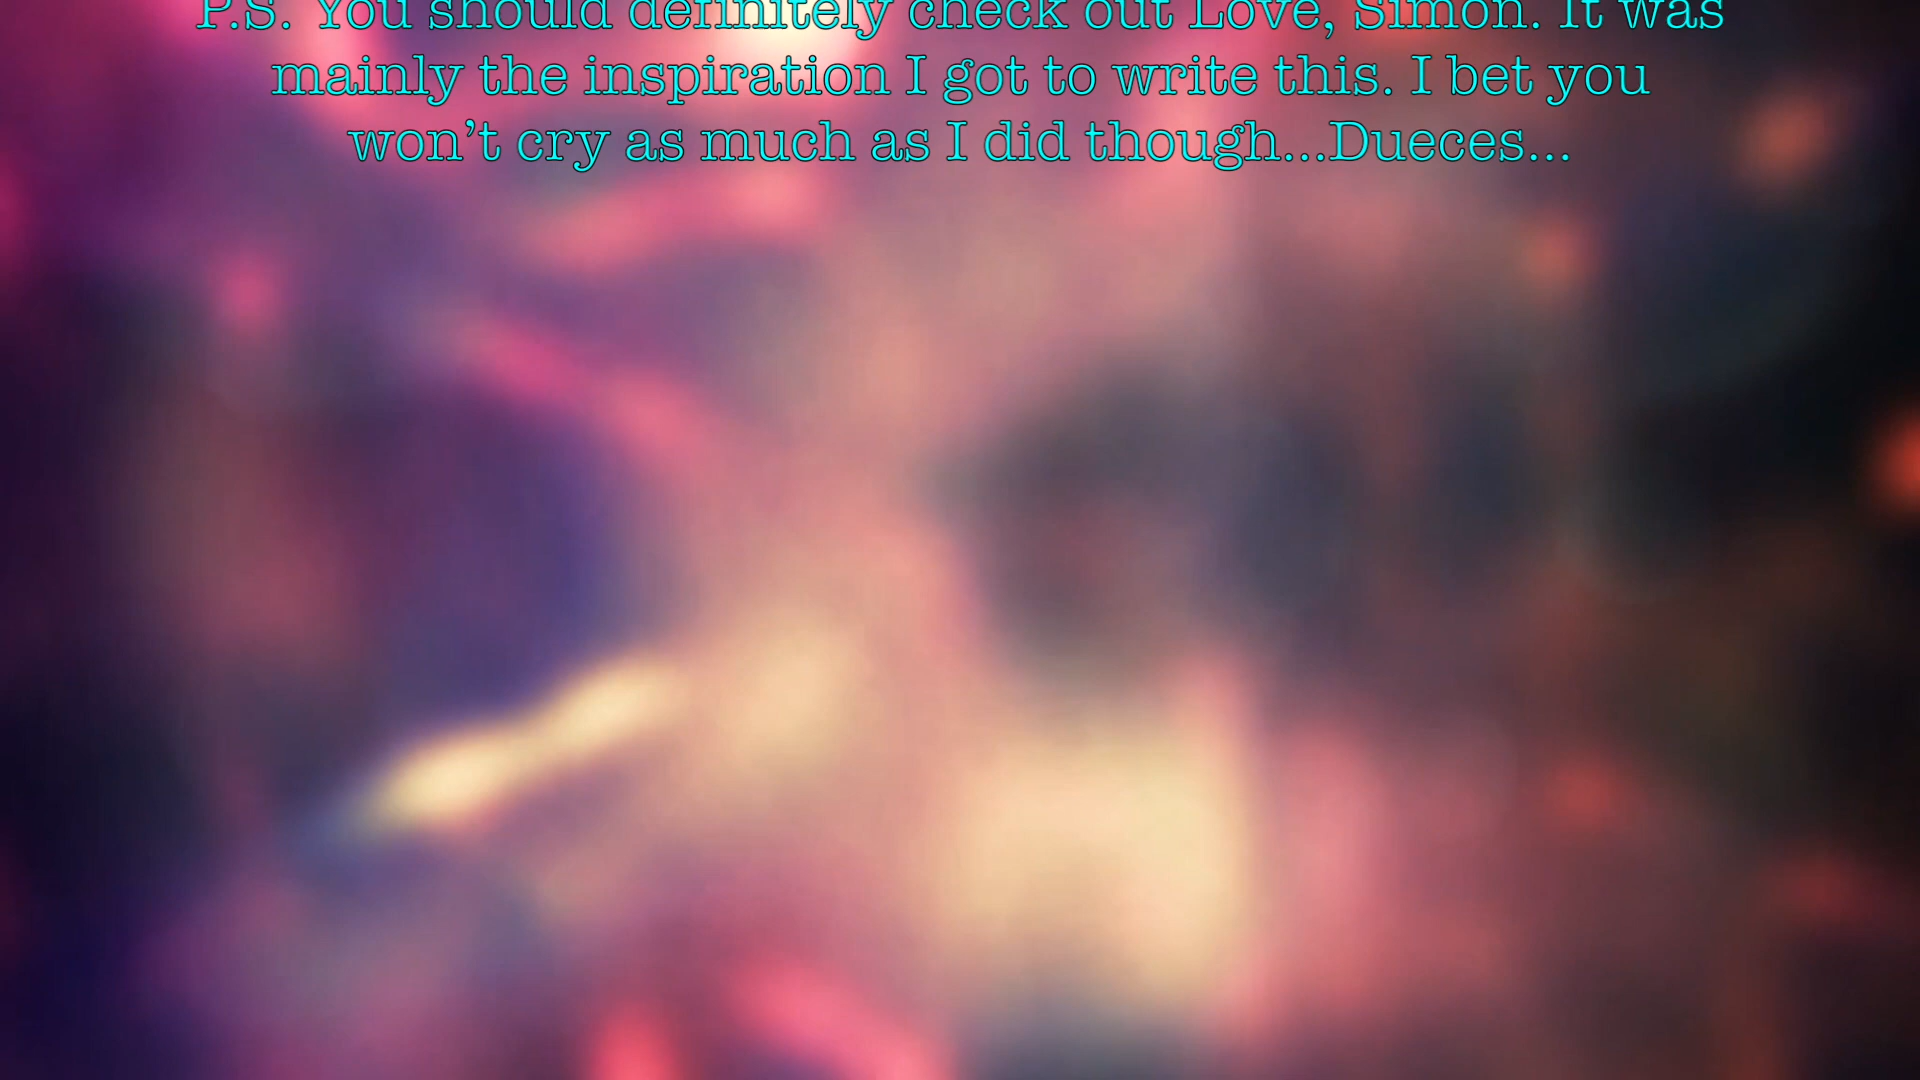 P.S. You should definitely check out Love, Simon. It was
mainly the inspiration I got to write this. I bet you
won’t cry as much as I did though...Dueces...